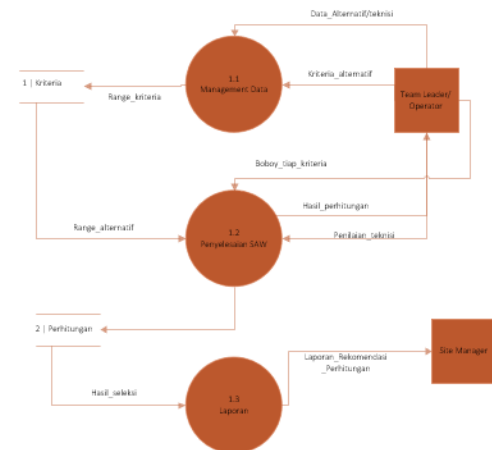 Data_Alternatif/teknisi
1.1
Management Data
1 | Kriteria
Kriteria_alternatif
Range_kriteria
Team Leader/
Operator
Boboy_tiap_kriteria
Hasil_perhitungan
Range_alternatif
1.2
Penyelesaian SAW
Penilaian_teknisi
2 | Perhitungan
Laporan_Rekomendasi
_Perhitungan
Site Manager
Hasil_seleksi
1.3
Laporan